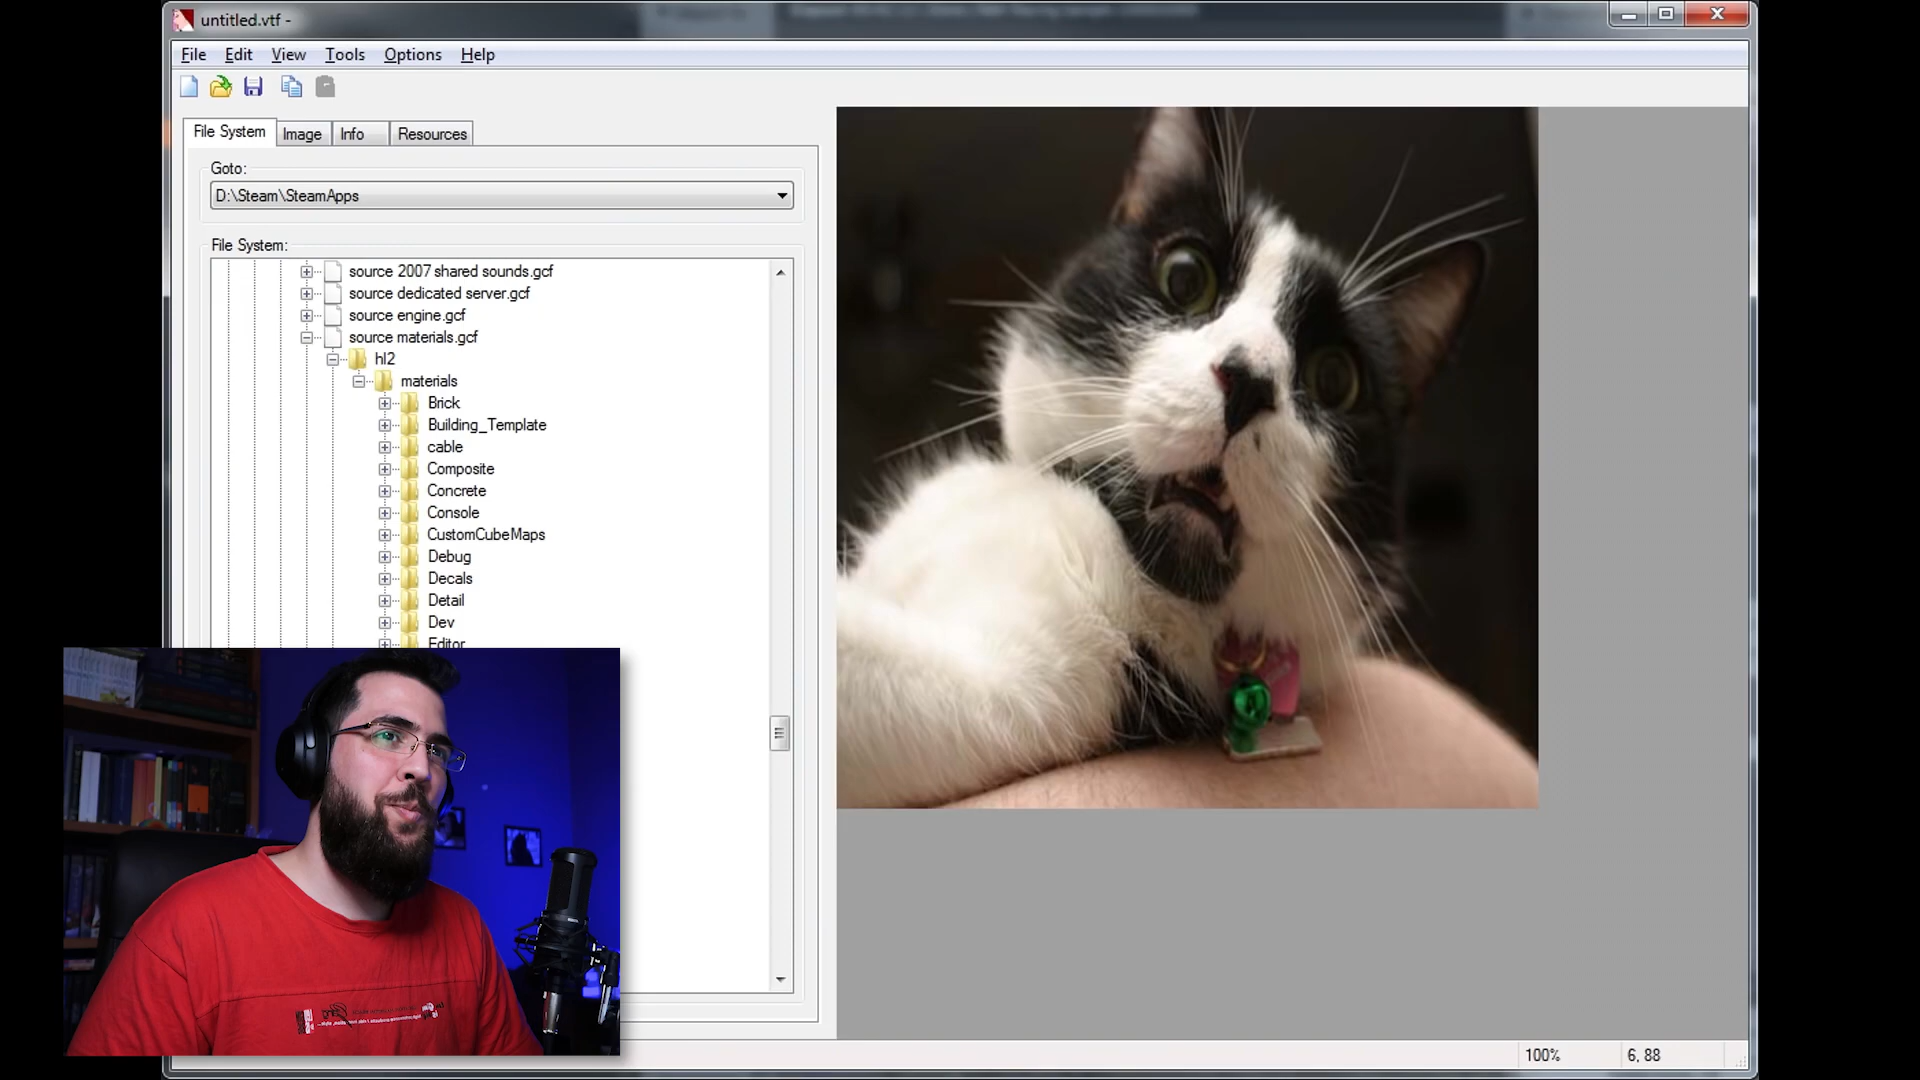 untitled.vtf -
File Edit View Tools Options Help
File System Image Info Resources
Goto:
D:\Steam\SteamApps
File System:
source 2007 shared sounds.gcf
source dedicated server.gcf
source engine.gcf
source materials.gcf
hl2
materials
Brick
Building_Template
cable
Composite
Concrete
Console
CustomCubeMaps
Debug
Decals
Detail
Dev
Editor
100% 6, 88